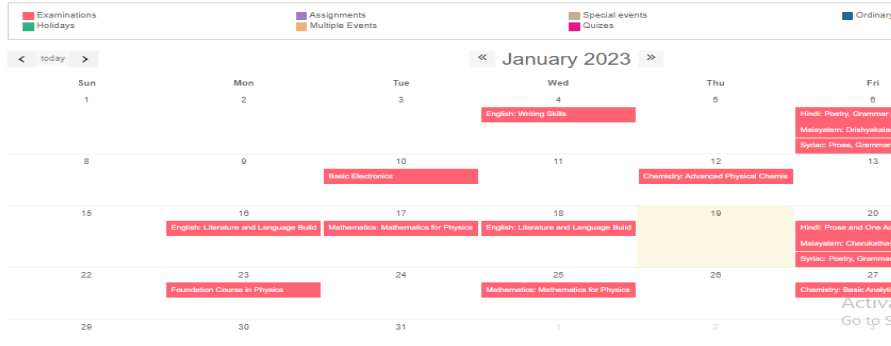 Examinations Assignments Special events Ordinary
Holidays Multiple Events Quizes
< today > « January 2023 »
Sun Mon Tue Wed Thu Fri
1 2 3 4 5 6
English: Writing Skills Hindi: Poetry, Grammar
Malayalam: Drishyakala
Syriac: Prose, Grammar
8 9 10 11 12 13
Basic Electronics Chemistry: Advanced Physical Chemis
15 16 17 18 19 20
English: Literature and Language Build Mathematics: Mathematics for Physics English: Literature and Language Build Hindi: Prose and One Ac
Malayalam: Cherukatha
Syriac: Poetry, Gramma
22 23 24 25 26 27
Foundation Course in Physics Mathematics: Mathematics for Physics Chemistry: Basic Analyti
Activa
Go to S
29 30 31 1 2 3